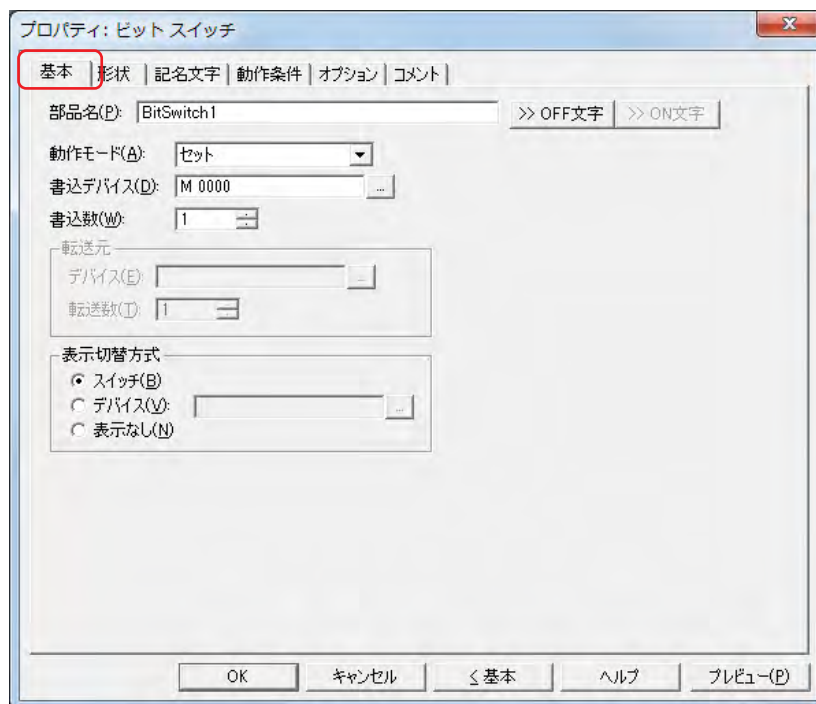 プロパティ: ビット スイッチ
基本 形状 記名文字 動作条件 オプション コメント
部品名(P): BitSwitch1 >> OFF文字 >> ON文字
動作モード(A): セット
書込デバイス(D): M 0000 ...
書込数(W): 1
転送元
デバイス(E): ...
転送数(T): 1
表示切替方式
スイッチ(B)
デバイス(V): ...
表示なし(N)
OK キャンセル < 基本 ヘルプ プレビュー(P)